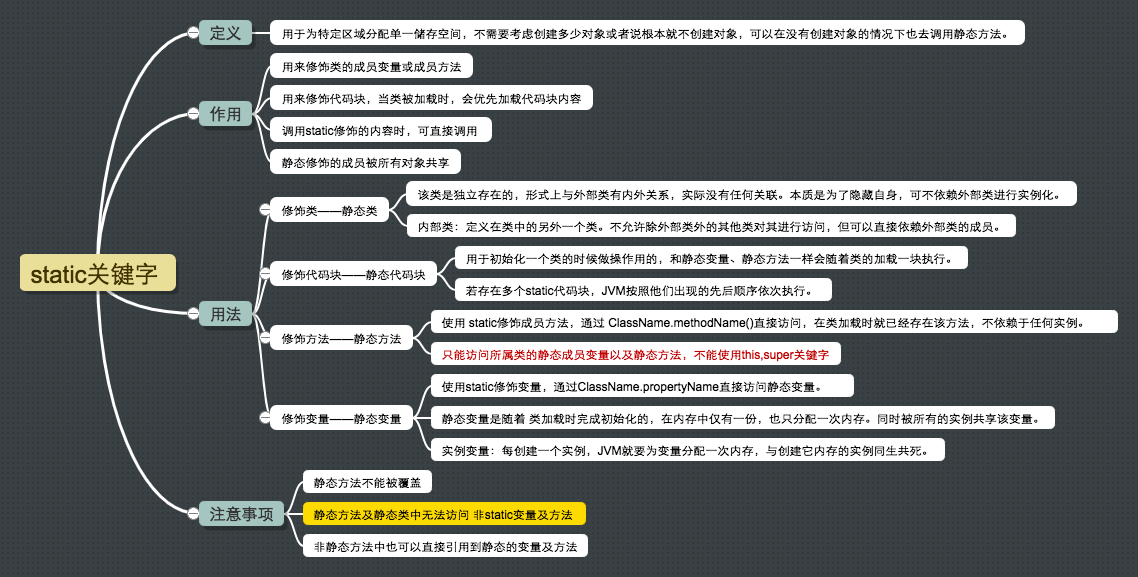 static关键字
定义
用于为特定区域分配单一储存空间，不需要考虑创建多少对象或者说根本就不创建对象，可以在没有创建对象的情况下也去调用静态方法。
作用
用来修饰类的成员变量或成员方法
用来修饰代码块，当类被加载时，会优先加载代码块内容
调用static修饰的内容时，可直接调用
静态修饰的成员被所有对象共享
用法
修饰类——静态类
该类是独立存在的，形式上与外部类有内外关系，实际没有任何关联。本质是为了隐藏自身，可不依赖外部类进行实例化。
内部类：定义在类中的另外一个类。不允许除外部类外的其他类对其进行访问，但可以直接依赖外部类的成员。
修饰代码块——静态代码块
用于初始化一个类的时候做操作用的，和静态变量、静态方法一样会随着类的加载一块执行。
若存在多个static代码块，JVM按照他们出现的先后顺序依次执行。
修饰方法——静态方法
使用 static修饰成员方法，通过 ClassName.methodName()直接访问，在类加载时就已经存在该方法，不依赖于任何实例。
只能访问所属类的静态成员变量以及静态方法，不能使用this,super关键字
修饰变量——静态变量
使用static修饰变量，通过ClassName.propertyName直接访问静态变量。
静态变量是随着 类加载时完成初始化的，在内存中仅有一份，也只分配一次内存。同时被所有的实例共享该变量。
实例变量：每创建一个实例，JVM就要为变量分配一次内存，与创建它内存的实例同生共死。
注意事项
静态方法不能被覆盖
静态方法及静态类中无法访问 非static变量及方法
非静态方法中也可以直接引用到静态的变量及方法